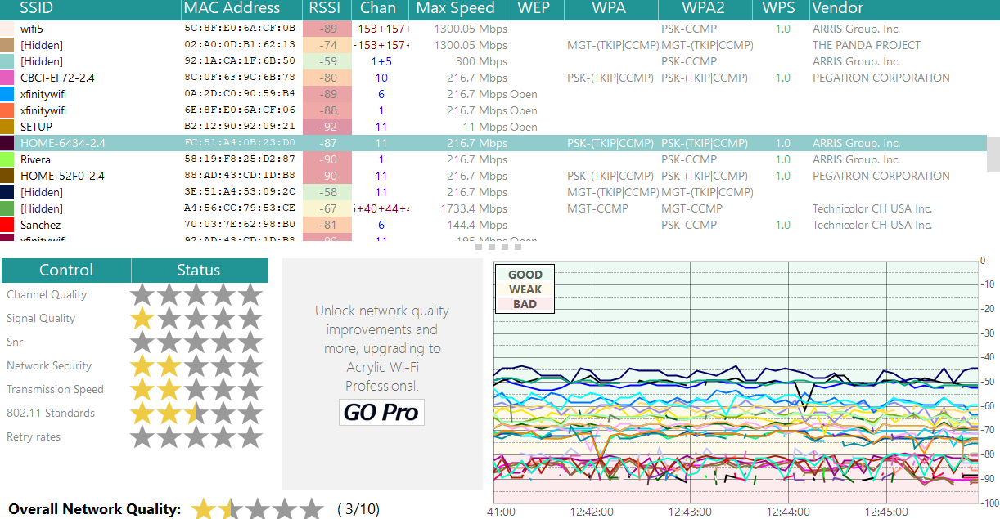 SSID MAC Address RSSI Chan Max Speed WEP WPA WPA2 WPS Vendor
wifi5 5C:8F:E0:6A:CF:0B -89 153+157+ 1300.05 Mbps PSK-CCMP 1.0 ARRIS Group. Inc.
[Hidden] 02:A0:0D:B1:62:13 -74 153+157+ 1300.05 Mbps MGT-(TKIP|CCMP) MGT-(TKIP|CCMP) THE PANDA PROJECT
[Hidden] 92:1A:CA:1F:6B:50 -59 1+5 300 Mbps PSK-CCMP ARRIS Group. Inc.
CBCI-EF72-2.4 8C:0F:6F:9C:6B:78 -80 10 216.7 Mbps PSK-(TKIP|CCMP) PSK-(TKIP|CCMP) 1.0 PEGATRON CORPORATION
xfinitywifi 0A:2D:C0:90:59:B4 -89 6 216.7 Mbps Open
xfinitywifi 6E:8F:E0:6A:CF:06 -88 1 216.7 Mbps Open
SETUP B2:12:90:92:09:21 -92 11 11 Mbps Open
HOME-6434-2.4 FC:51:A4:0B:23:D0 -87 11 216.7 Mbps PSK-(TKIP|CCMP) PSK-(TKIP|CCMP) 1.0 ARRIS Group. Inc.
Rivera 58:19:F8:25:D2:87 -90 1 216.7 Mbps PSK-CCMP 1.0 ARRIS Group. Inc.
HOME-52F0-2.4 88:AD:43:CD:1D:B8 -90 11 216.7 Mbps PSK-(TKIP|CCMP) PSK-(TKIP|CCMP) 1.0 PEGATRON CORPORATION
[Hidden] 3E:51:A4:53:09:2C -58 11 216.7 Mbps MGT-(TKIP|CCMP) MGT-(TKIP|CCMP)
[Hidden] A4:56:CC:79:53:CE -67 +40+44+ 1733.4 Mbps MGT-CCMP MGT-CCMP Technicolor CH USA Inc.
Sanchez 70:03:7E:62:98:B0 -81 6 144.4 Mbps PSK-CCMP 1.0 Technicolor CH USA Inc.
xfinitywifi 92:AD:43:CD:1D:B8 -90 11 195 Mbps Open
Control Status
Channel Quality
Signal Quality
Snr
Network Security
Transmission Speed
802.11 Standards
Retry rates
Overall Network Quality: ( 3/10)
Unlock network quality
improvements and
more, upgrading to
Acrylic Wi-Fi
Professional.
GO Pro
GOOD
WEAK
BAD
0
-10
-20
-30
-40
-50
-60
-70
-80
-90
-100
41:00 12:42:00 12:43:00 12:44:00 12:45:00